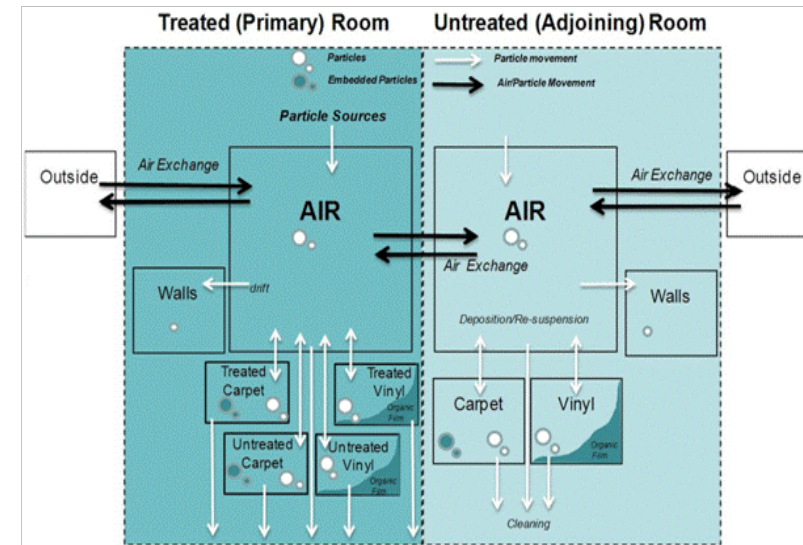 Treated (Primary) Room
Untreated (Adjoining) Room
Particles
Embedded Particles
Particle movement
Air/Particle Movement
Particle Sources
Outside
Air Exchange
AIR
Air Exchange
AIR
Air Exchange
Outside
Walls
drift
Deposition/Re-suspension
Walls
Treated
Carpet
Treated
Vinyl
Organic
Film
Untreated
Carpet
Untreated
Vinyl
Organic
Film
Carpet
Vinyl
Organic
Film
Cleaning